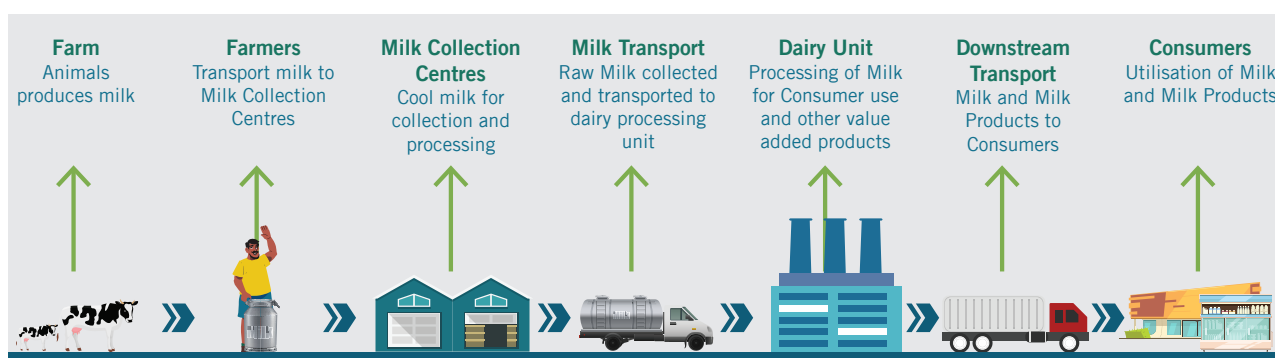 Farm
Animals
produces milk
Farmers
Transport milk to
Milk Collection
Centres
Milk Collection
Centres
Cool milk for
collection and
processing
Milk Transport
Raw Milk collected
and transported to
dairy processing
unit
Dairy Unit
Processing of Milk
for Consumer use
and other value
added products
Downstream
Transport
Milk and Milk
Products to
Consumers
Consumers
Utilisation of Milk
and Milk Products